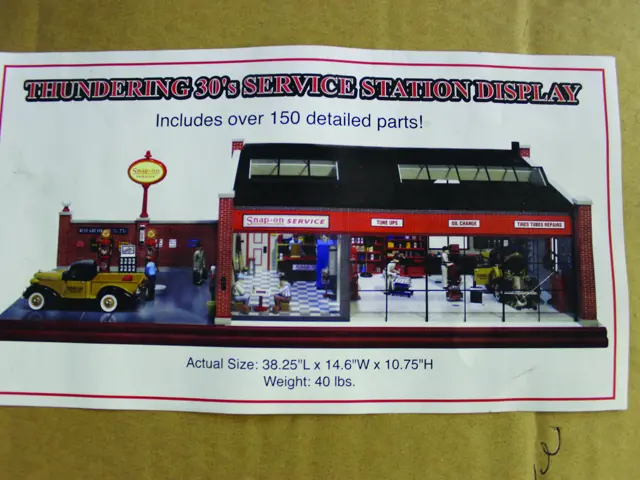 THUNDERING 30's SERVICE STATION DISPLAY
Includes over 150 detailed parts!
Snap-on
Snap-on SERVICE
TUNE UPS
OIL CHANGE
TIRES TUBES REPAIRS
Actual Size: 38.25"L x 14.6"W x 10.75"H
Weight: 40 lbs.